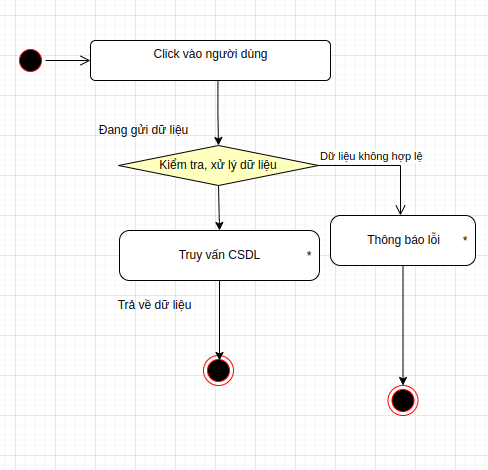 Click vào người dùng
Đang gửi dữ liệu
Kiểm tra, xử lý dữ liệu
Dữ liệu không hợp lệ
Truy vấn CSDL *
Thông báo lỗi *
Trả về dữ liệu